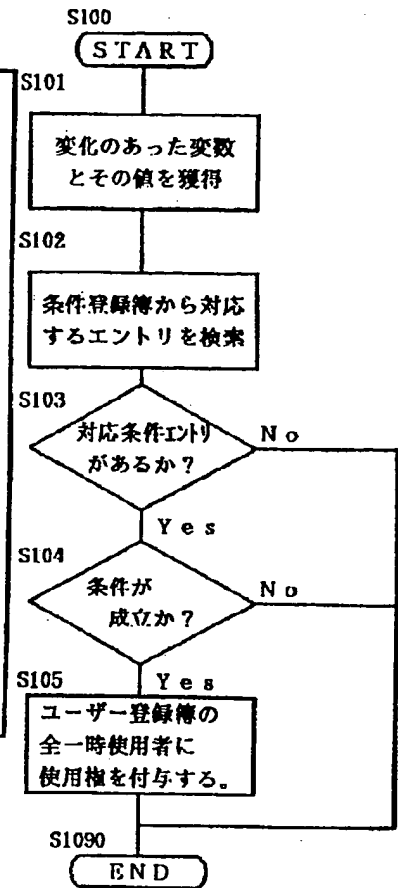 S100
START
S101
変化のあった変数
とその値を獲得
S102
条件登録簿から対応
するエントリを検索
S103
対応条件エントリ
があるか?
No
Yes
S104
条件が
成立か?
No
Yes
S105
ユーザー登録簿の
全一時使用者に
使用権を付与する。
S1090
END